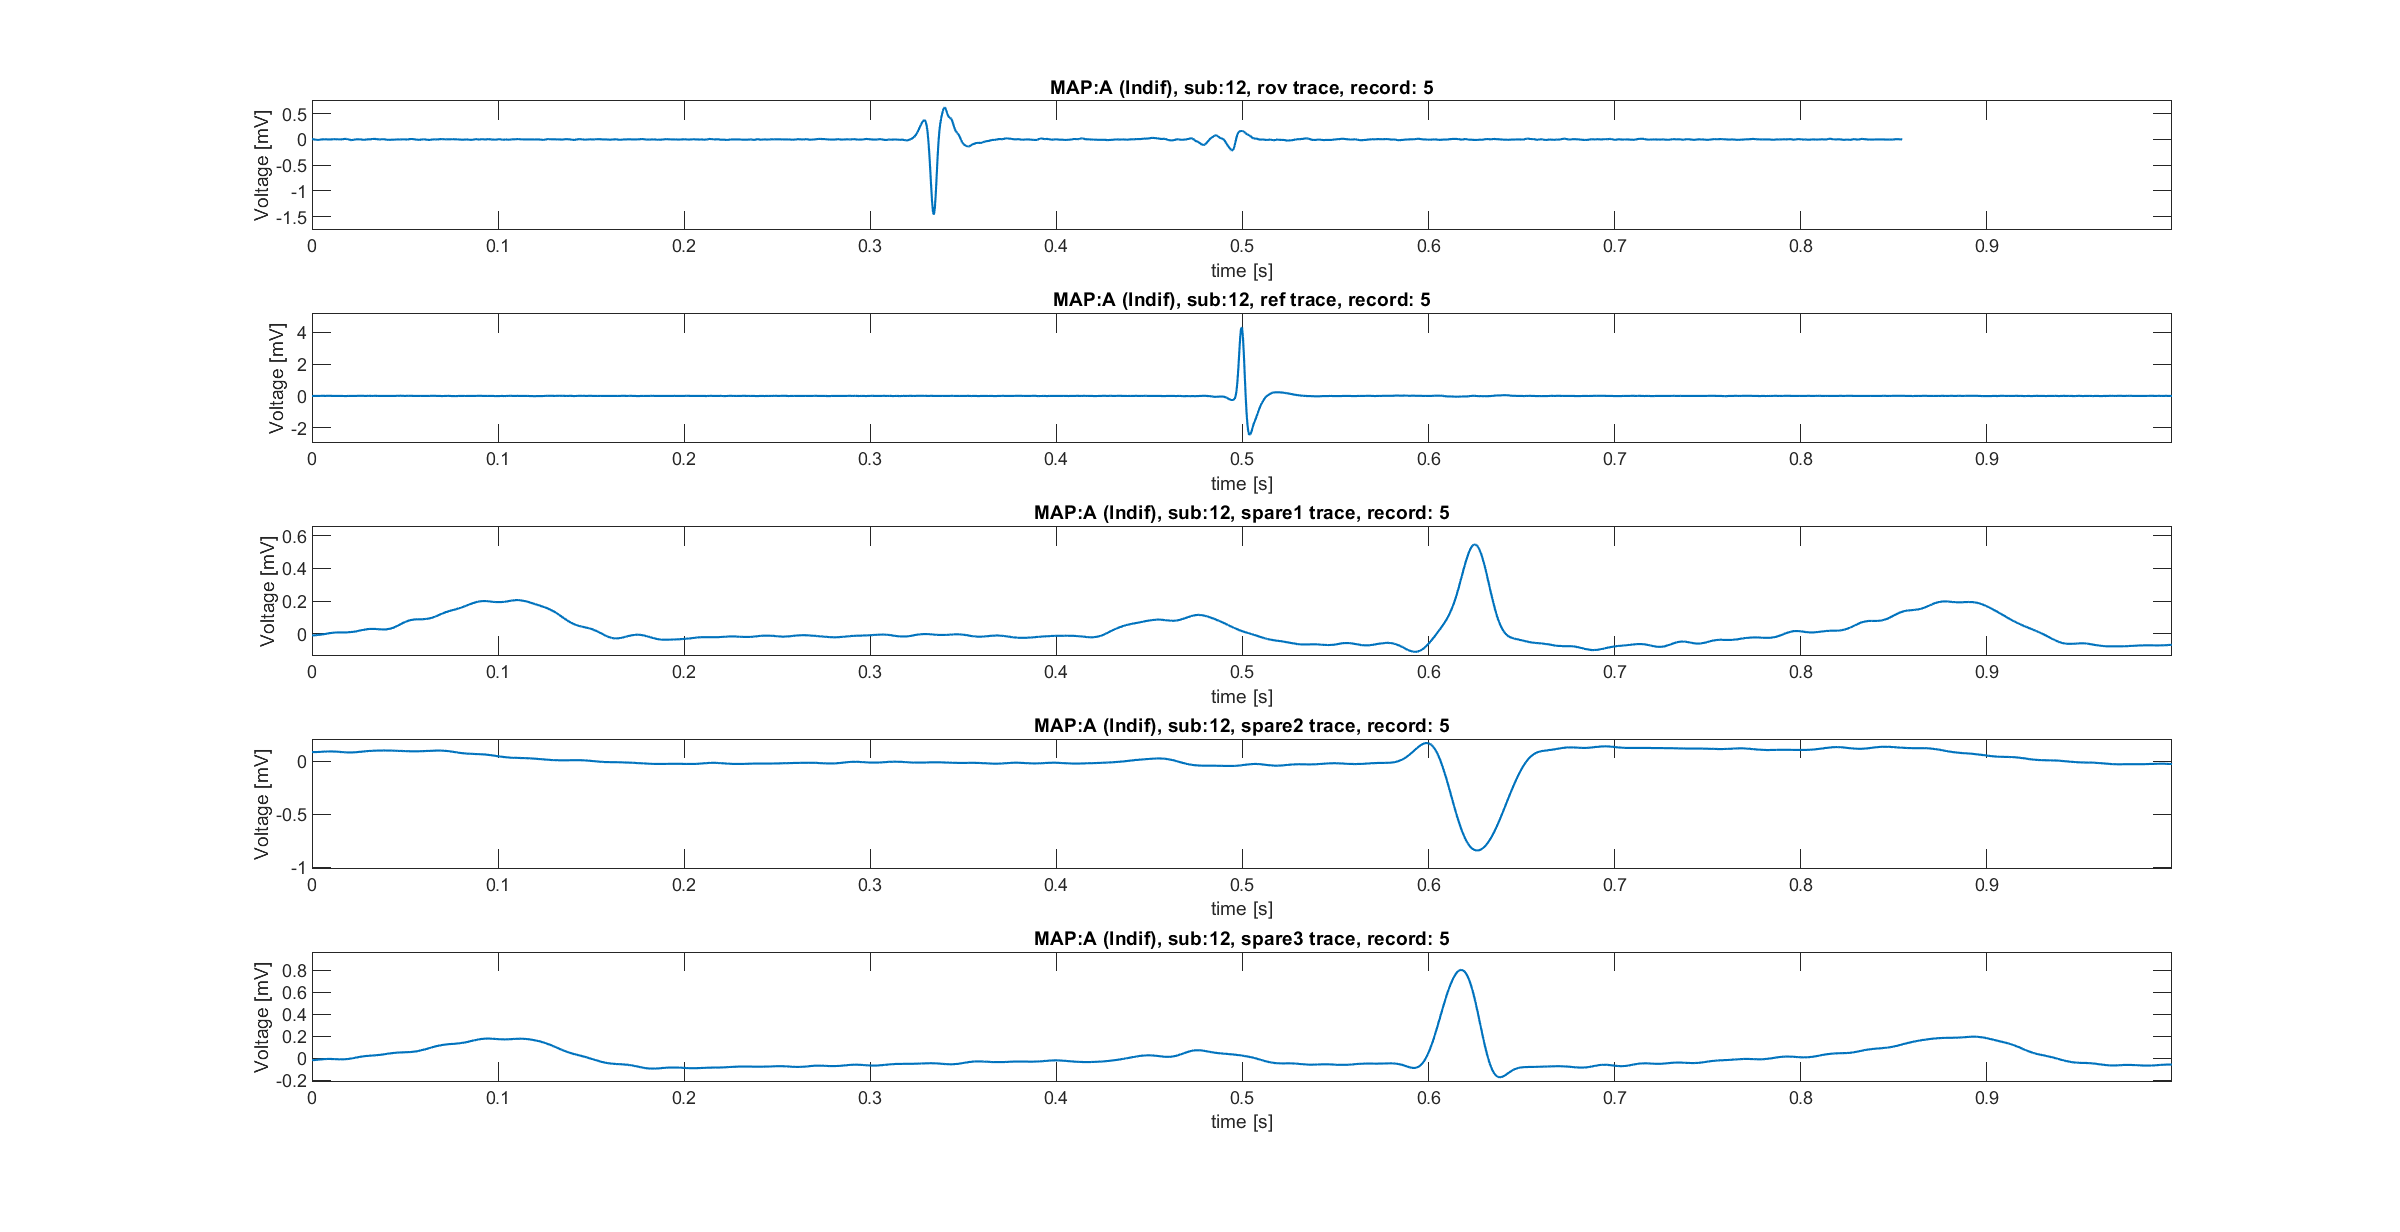 MAP:A (Indif), sub:12, rov trace, record: 5
Voltage [mV]
0.5
0
-0.5
-1
-1.5
0 0.1 0.2 0.3 0.4 0.5 0.6 0.7 0.8 0.9
time [s]
MAP:A (Indif), sub:12, ref trace, record: 5
Voltage [mV]
4
2
0
-2
0 0.1 0.2 0.3 0.4 0.5 0.6 0.7 0.8 0.9
time [s]
MAP:A (Indif), sub:12, spare1 trace, record: 5
Voltage [mV]
0.6
0.4
0.2
0
0 0.1 0.2 0.3 0.4 0.5 0.6 0.7 0.8 0.9
time [s]
MAP:A (Indif), sub:12, spare2 trace, record: 5
Voltage [mV]
0
-0.5
-1
0 0.1 0.2 0.3 0.4 0.5 0.6 0.7 0.8 0.9
time [s]
MAP:A (Indif), sub:12, spare3 trace, record: 5
Voltage [mV]
0.8
0.6
0.4
0.2
0
-0.2
0 0.1 0.2 0.3 0.4 0.5 0.6 0.7 0.8 0.9
time [s]